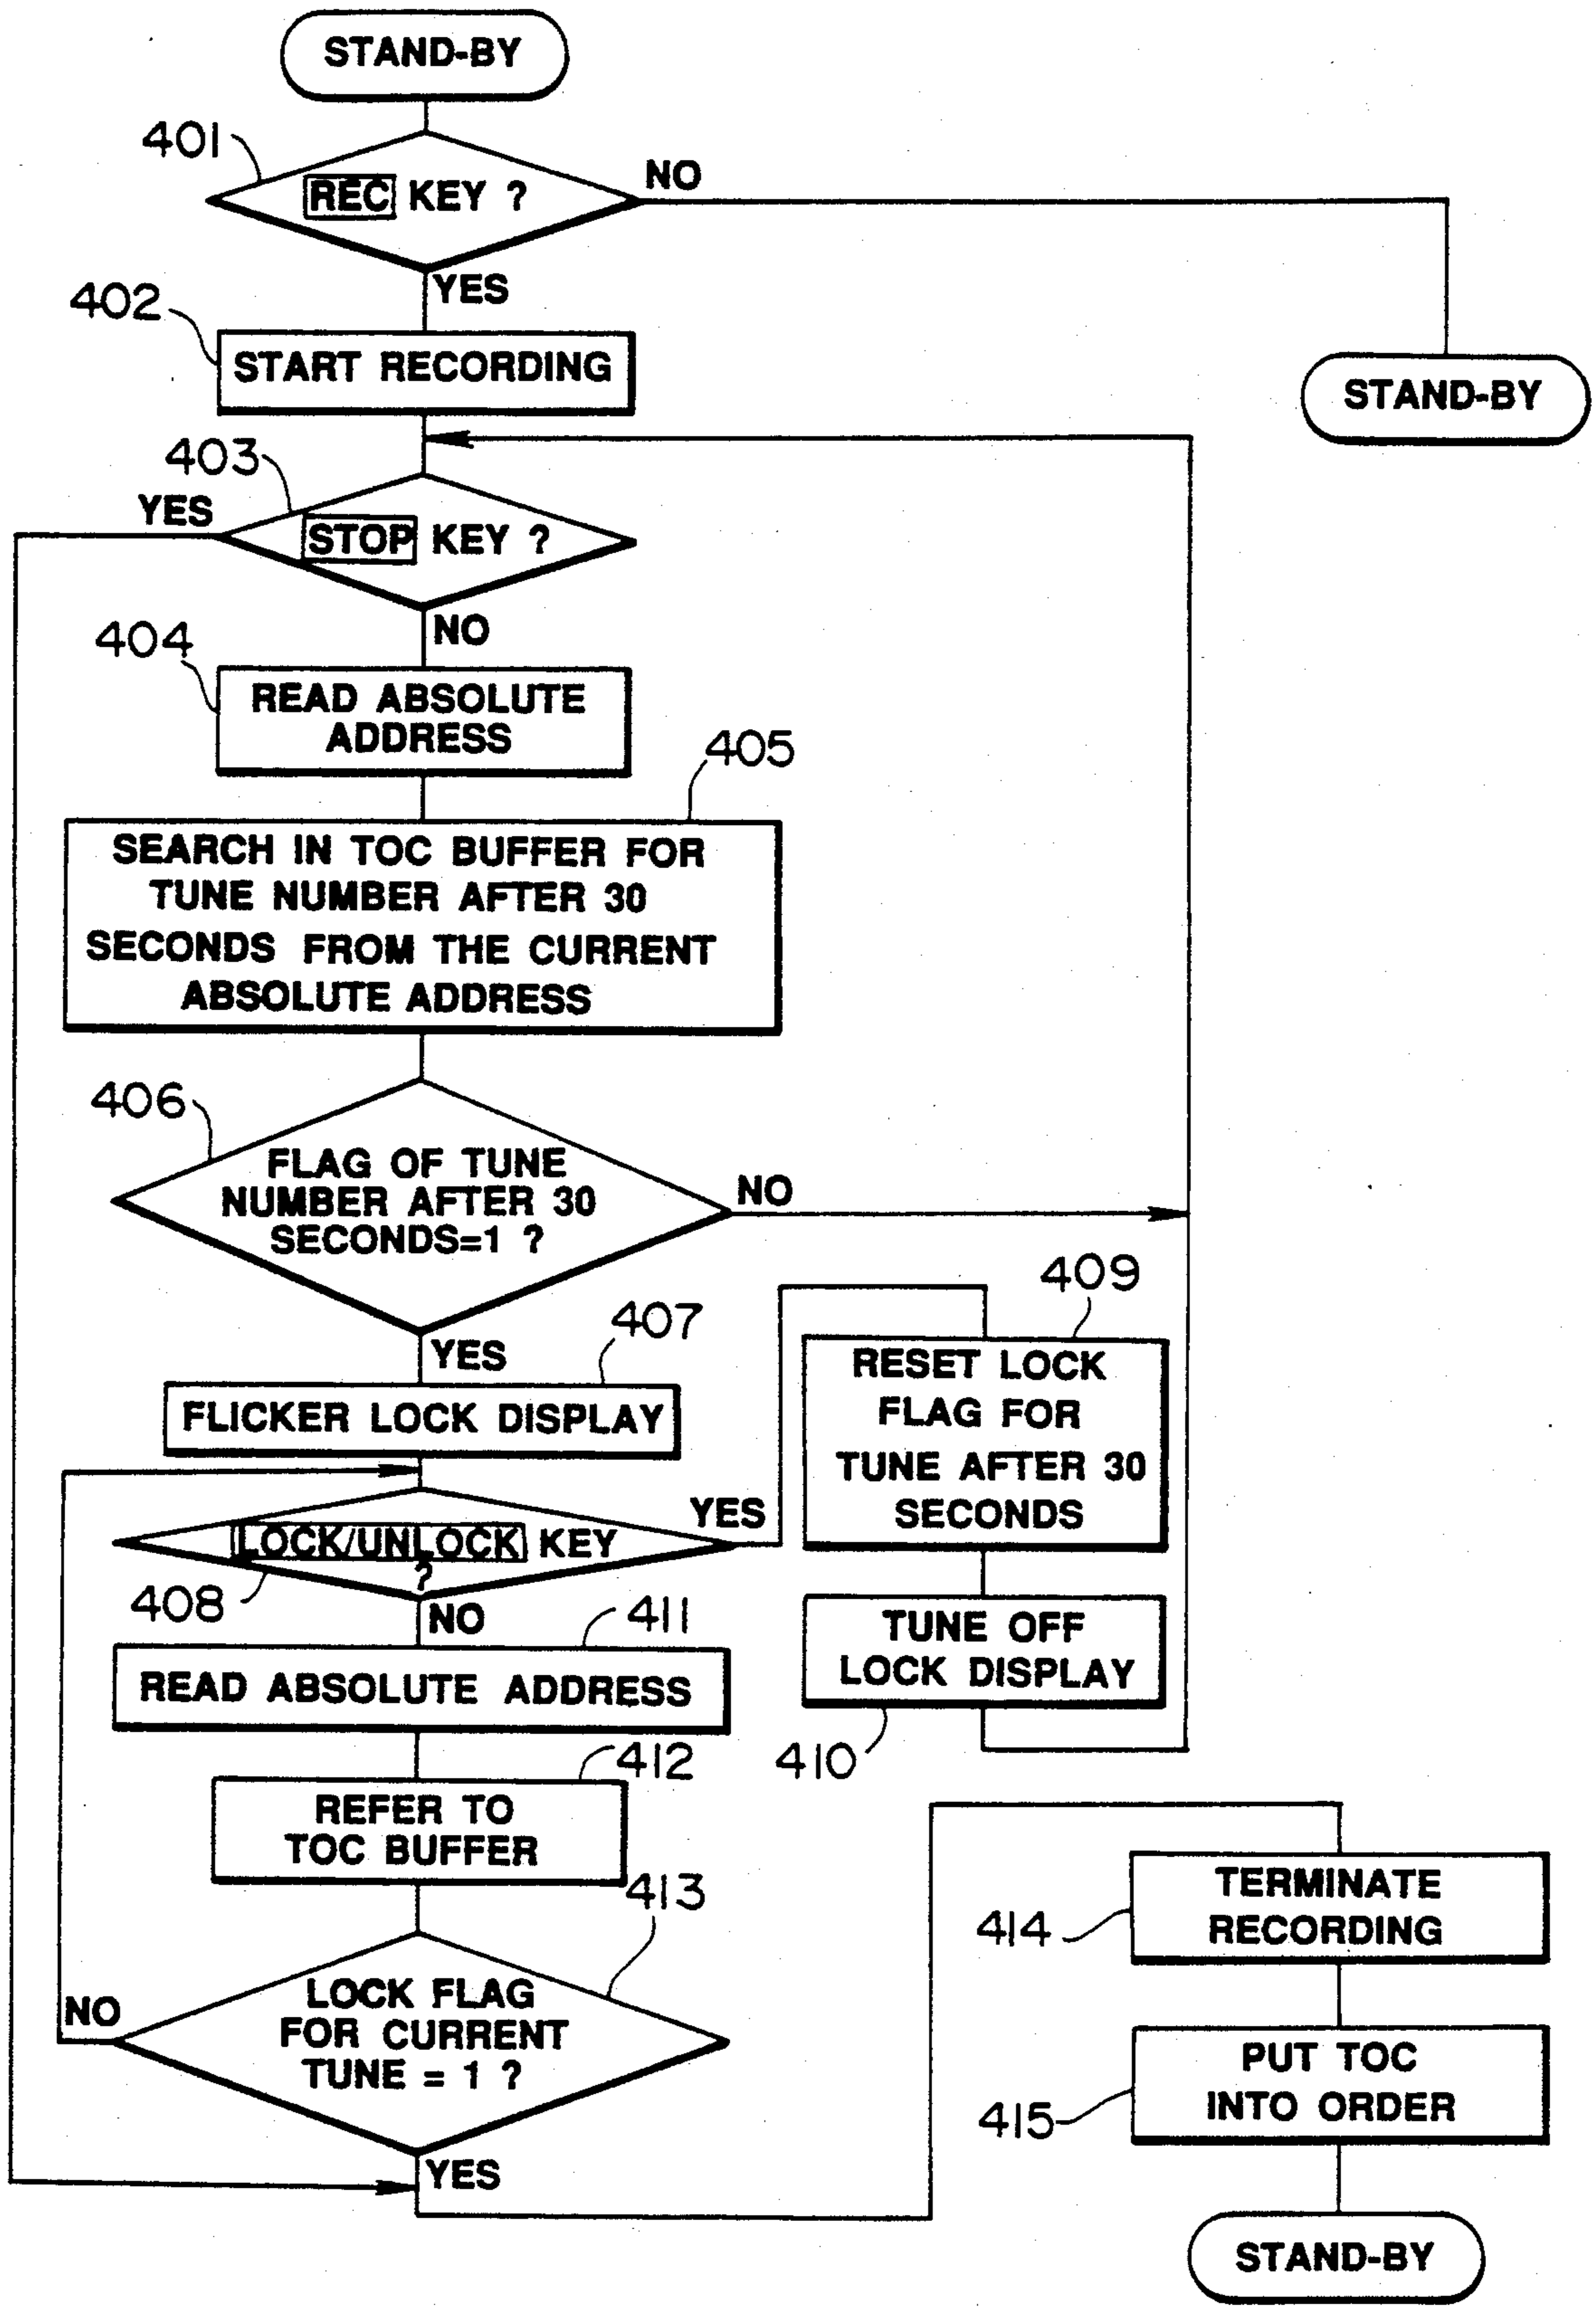 STAND-BY
401
REC KEY ?
NO
YES
402
START RECORDING
STAND-BY
403
YES
STOP KEY ?
NO
404
READ ABSOLUTE
ADDRESS
405
SEARCH IN TOC BUFFER FOR
TUNE NUMBER AFTER 30
SECONDS FROM THE CURRENT
ABSOLUTE ADDRESS
406
FLAG OF TUNE
NUMBER AFTER 30
SECONDS=1 ?
NO
YES
407
FLICKER LOCK DISPLAY
409
RESET LOCK
FLAG FOR
TUNE AFTER 30
SECONDS
YES
LOCK/UNLOCK KEY
?
408
NO
411
READ ABSOLUTE ADDRESS
TUNE OFF
LOCK DISPLAY
410
412
REFER TO
TOC BUFFER
413
LOCK FLAG
FOR CURRENT
TUNE = 1 ?
NO
YES
TERMINATE
RECORDING
414
PUT TOC
INTO ORDER
415
STAND-BY